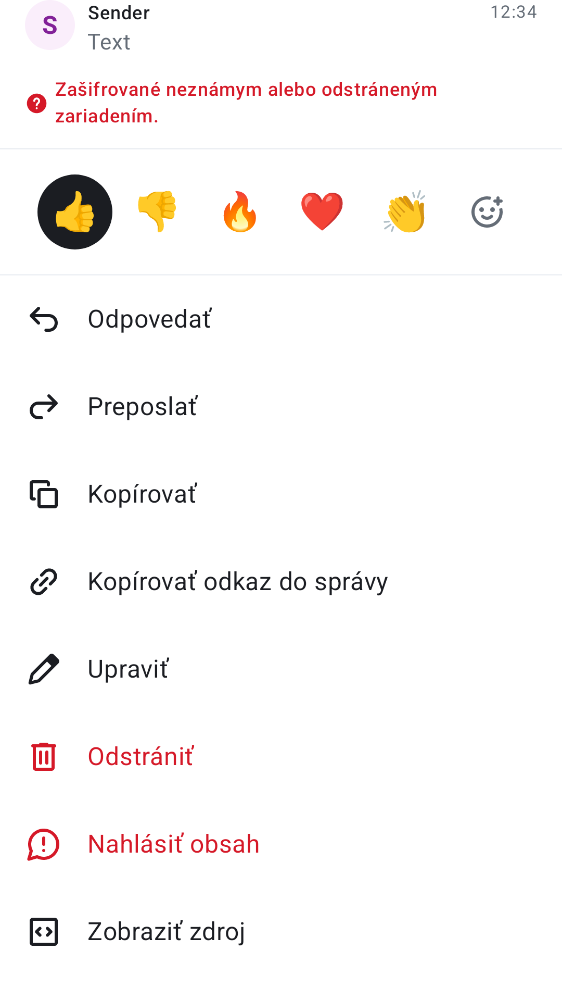 S
Sender
12:34
Text
Zašifrované neznámym alebo odstráneným
zariadením.
Odpovedať
Preposlať
Kopírovať
Kopírovať odkaz do správy
Upraviť
Odstrániť
Nahlásiť obsah
Zobraziť zdroj